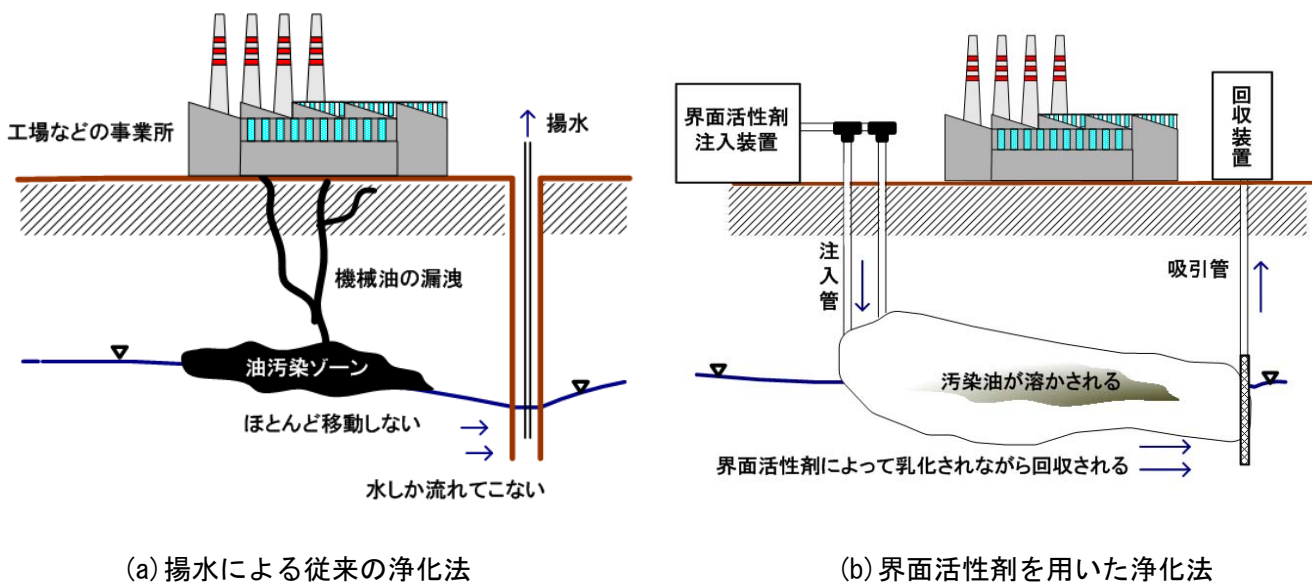 工場などの事業所
揚水
機械油の漏洩
油汚染ゾーン
ほとんど移動しない
水しか流れてこない
(a)揚水による従来の浄化法
界面活性剤
注入装置
回収装置
注入管
吸引管
汚染油が溶かされる
界面活性剤によって乳化されながら回収される
(b)界面活性剤を用いた浄化法